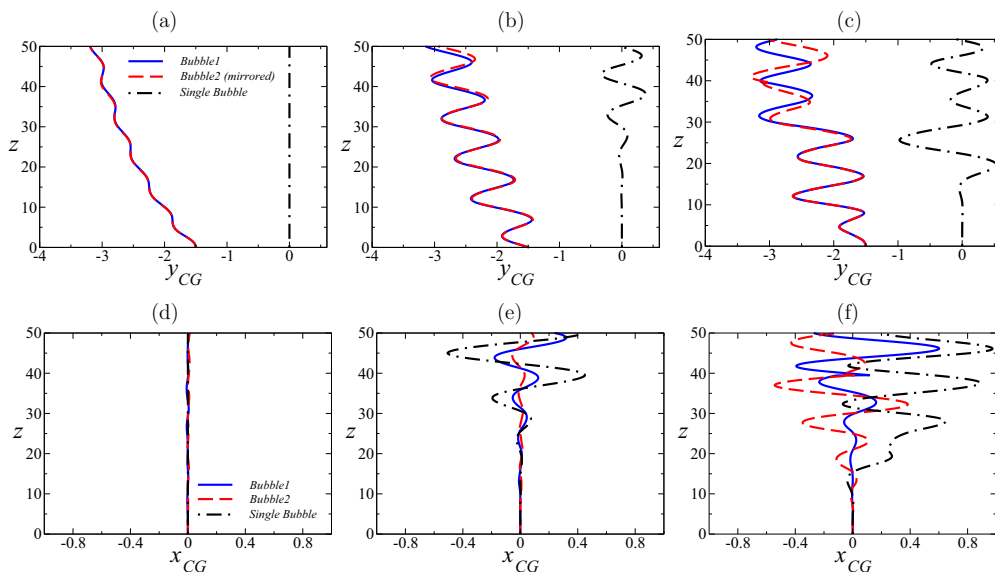 (a) (b) (c)
50 50 50
40 40 40
30 30 30
20 20 20
10 10 10
0 0 0
z z z
Bubble1
Bubble2 (mirrored)
Single Bubble
-4 -3 -2 -1 0 -4 -3 -2 -1 0 -4 -3 -2 -1 0
y_CG y_CG y_CG
(d) (e) (f)
50 50 50
40 40 40
30 30 30
20 20 20
10 10 10
0 0 0
z z z
Bubble1
Bubble2
Single Bubble
-0.8 -0.4 0 0.4 0.8 -0.8 -0.4 0 0.4 0.8 -0.8 -0.4 0 0.4 0.8
x_CG x_CG x_CG